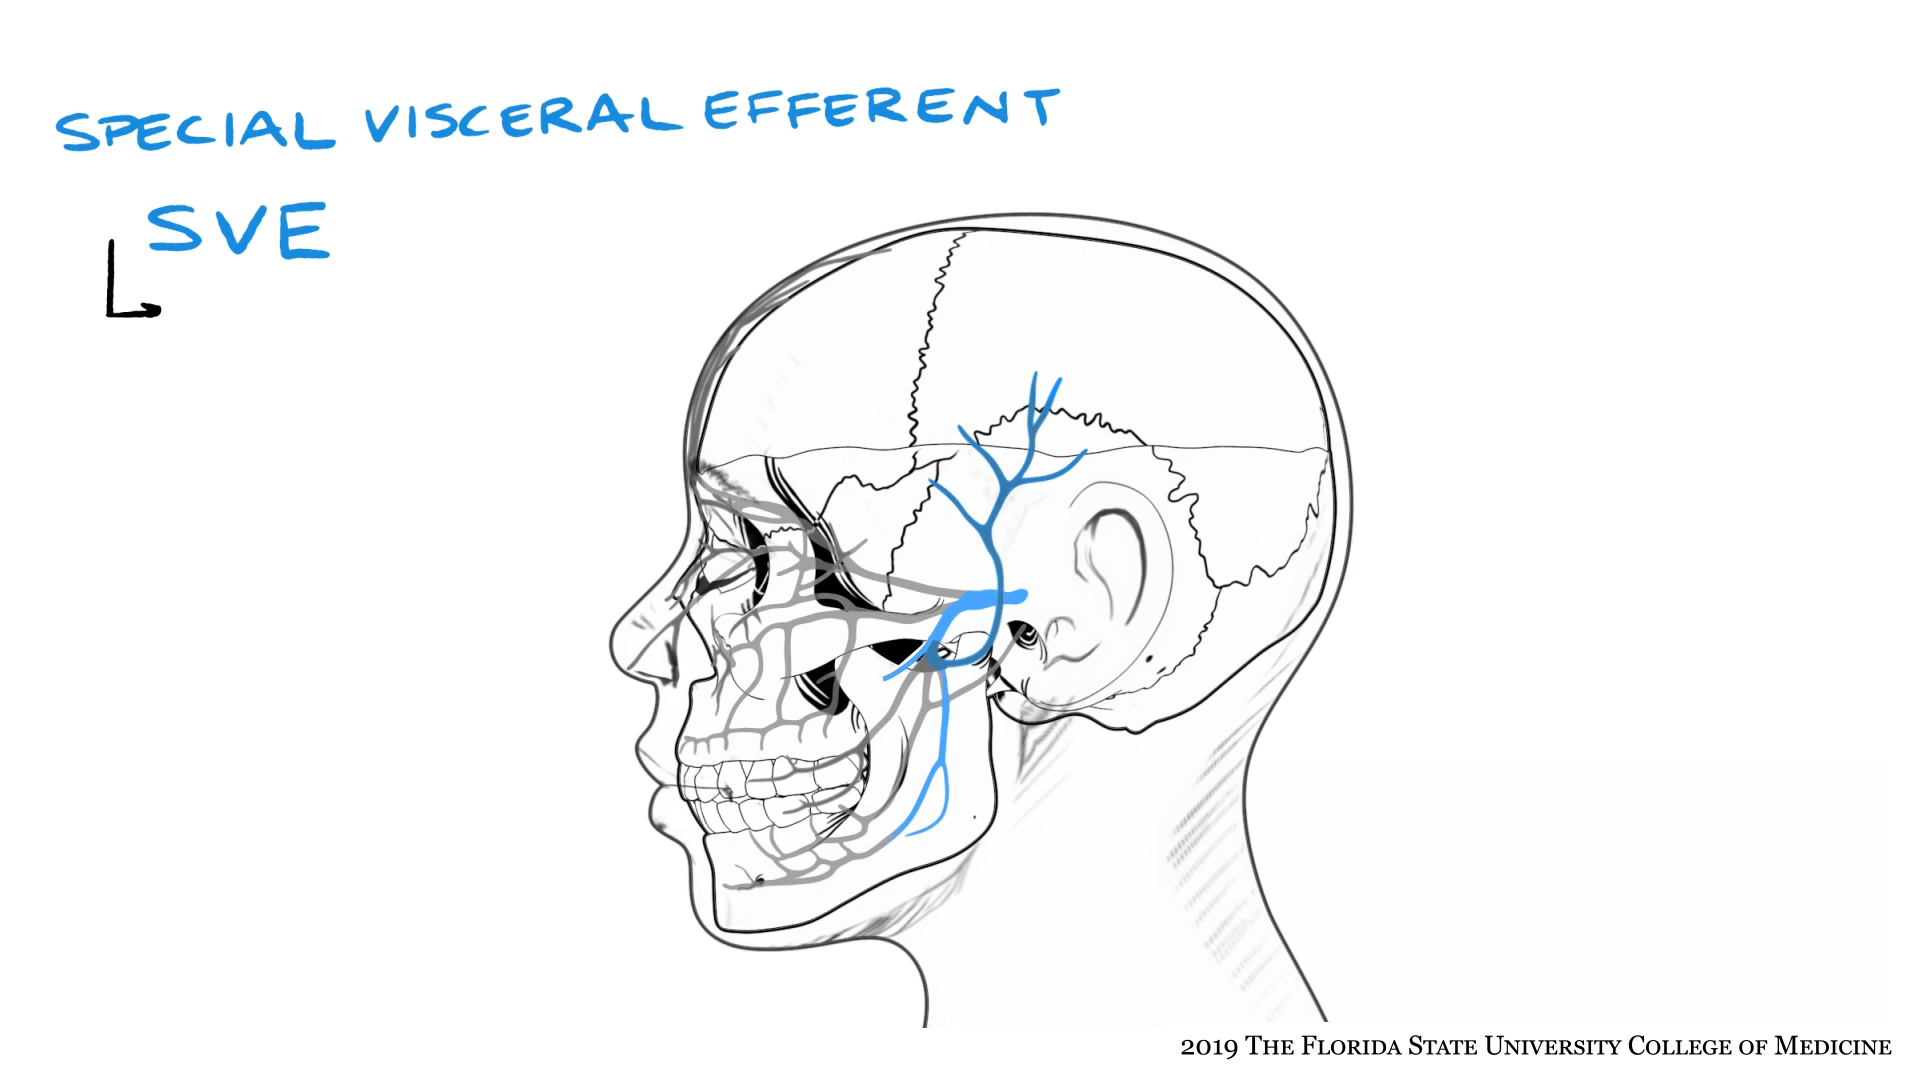 SPECIAL VISCERAL EFFERENT
SVE
2019 The Florida State University College of Medicine